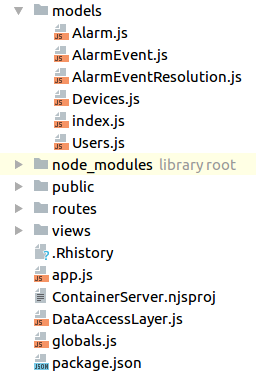 models
Alarm.js
AlarmEvent.js
AlarmEventResolution.js
Devices.js
index.js
Users.js
node_modules library root
public
routes
views
.Rhistory
app.js
ContainerServer.njsproj
DataAccessLayer.js
globals.js
package.json